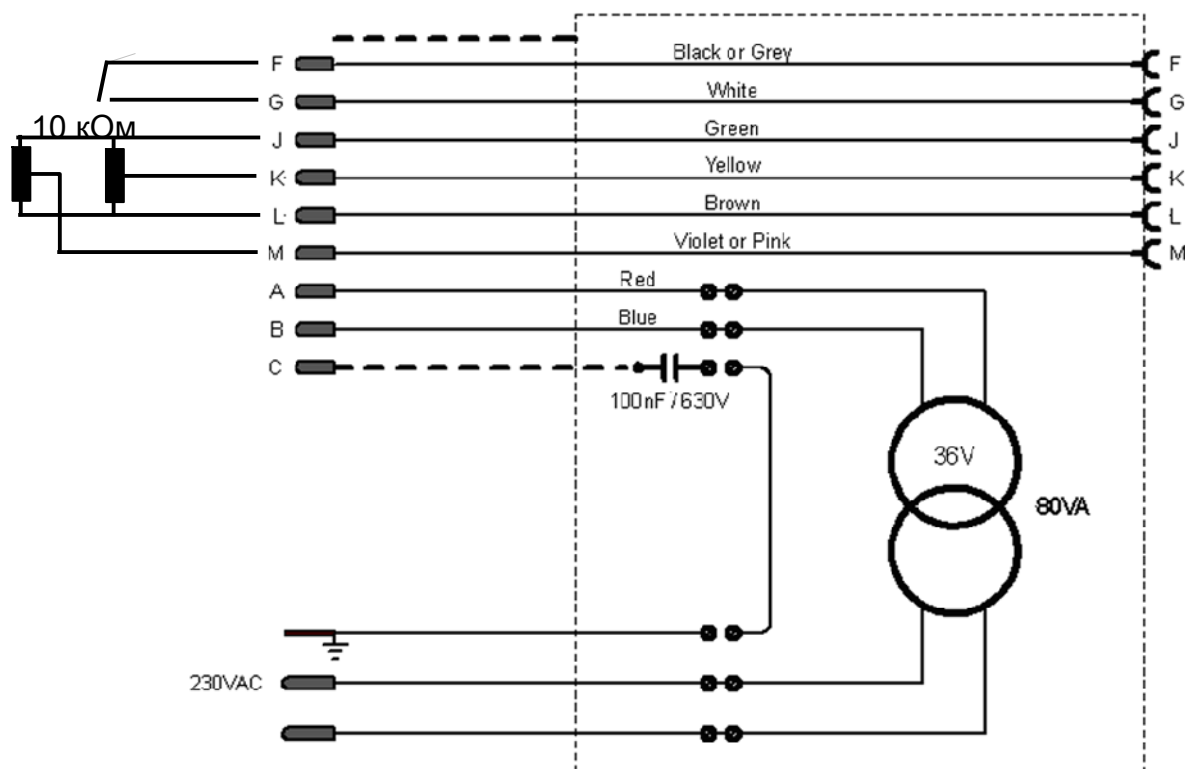 F Black or Grey F
G White G
10 кОм
J Green J
K Yellow K
L Brown L
M Violet or Pink M
A Red
B Blue
C
100nF/630V
36V
80VA
230VAC